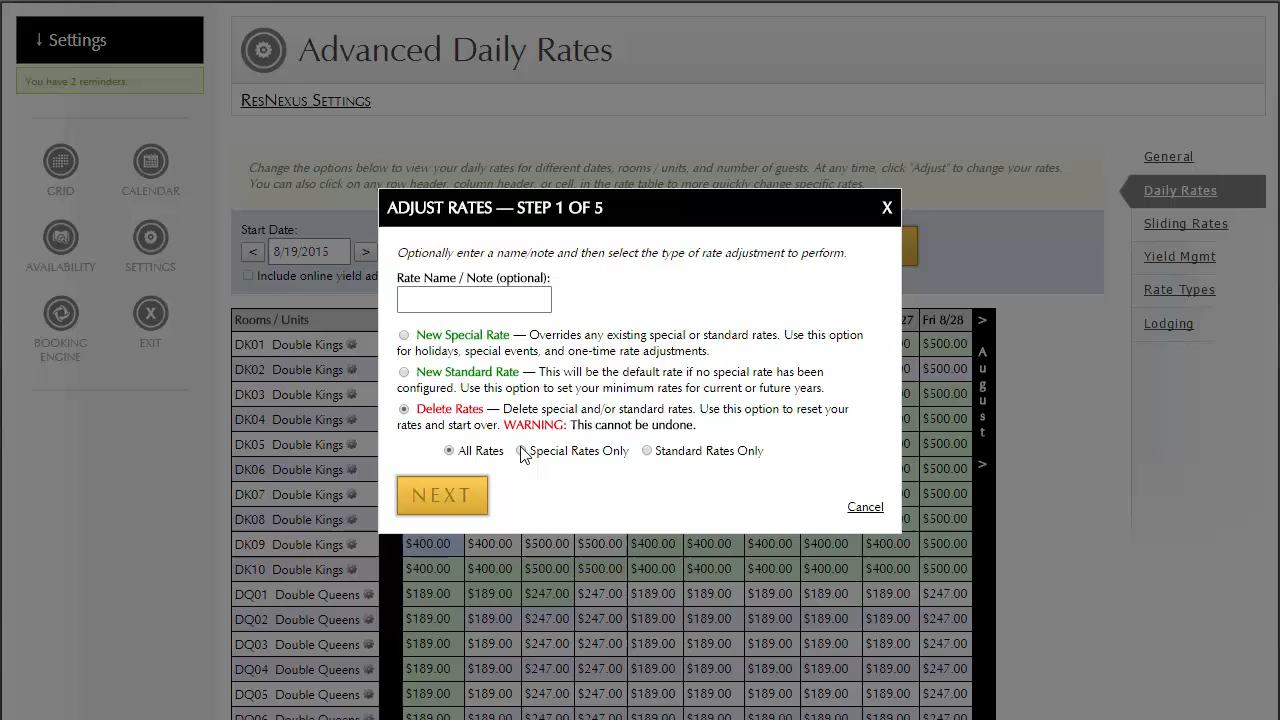 ↓ Settings
You have 2 reminders.
GRID
CALENDAR
AVAILABILITY
SETTINGS
BOOKING
ENGINE
EXIT
Advanced Daily Rates
ResNexus Settings
Change the options below to view your daily rates for different dates, rooms / units, and number of guests. At any time, click "Adjust" to change your rates.
You can also click on any row header, column header, or cell, in the rate table to more quickly change specific rates.
General
Daily Rates
Sliding Rates
Yield Mgmt
Rate Types
Lodging
Start Date:
< 8/19/2015 >
Include online yield ad
ADJUST RATES — STEP 1 OF 5 X
Optionally enter a name/note and then select the type of rate adjustment to perform.
Rate Name / Note (optional):
New Special Rate — Overrides any existing special or standard rates. Use this option
for holidays, special events, and one-time rate adjustments.
New Standard Rate — This will be the default rate if no special rate has been
configured. Use this option to set your minimum rates for current or future years.
Delete Rates — Delete special and/or standard rates. Use this option to reset your
rates and start over. WARNING: This cannot be undone.
All Rates Special Rates Only Standard Rates Only
NEXT
Cancel
Rooms / Units 27 Fri 8/28 >
DK01 Double Kings 00 $500.00
DK02 Double Kings 00 $500.00
DK03 Double Kings 00 $500.00
DK04 Double Kings 00 $500.00
DK05 Double Kings 00 $500.00
DK06 Double Kings 00 $500.00
DK07 Double Kings 00 $500.00
DK08 Double Kings 00 $500.00
DK09 Double Kings $400.00 $400.00 $500.00 $500.00 $400.00 $400.00 $400.00 $400.00 $400.00 $500.00
DK10 Double Kings $400.00 $400.00 $500.00 $500.00 $400.00 $400.00 $400.00 $400.00 $400.00 $500.00
DQ01 Double Queens $189.00 $189.00 $247.00 $247.00 $189.00 $189.00 $189.00 $189.00 $189.00 $247.00
DQ02 Double Queens $189.00 $189.00 $247.00 $247.00 $189.00 $189.00 $189.00 $189.00 $189.00 $247.00
DQ03 Double Queens $189.00 $189.00 $247.00 $247.00 $189.00 $189.00 $189.00 $189.00 $189.00 $247.00
DQ04 Double Queens $189.00 $189.00 $247.00 $247.00 $189.00 $189.00 $189.00 $189.00 $189.00 $247.00
DQ05 Double Queens $189.00 $189.00 $247.00 $247.00 $189.00 $189.00 $189.00 $189.00 $189.00 $247.00
August
>